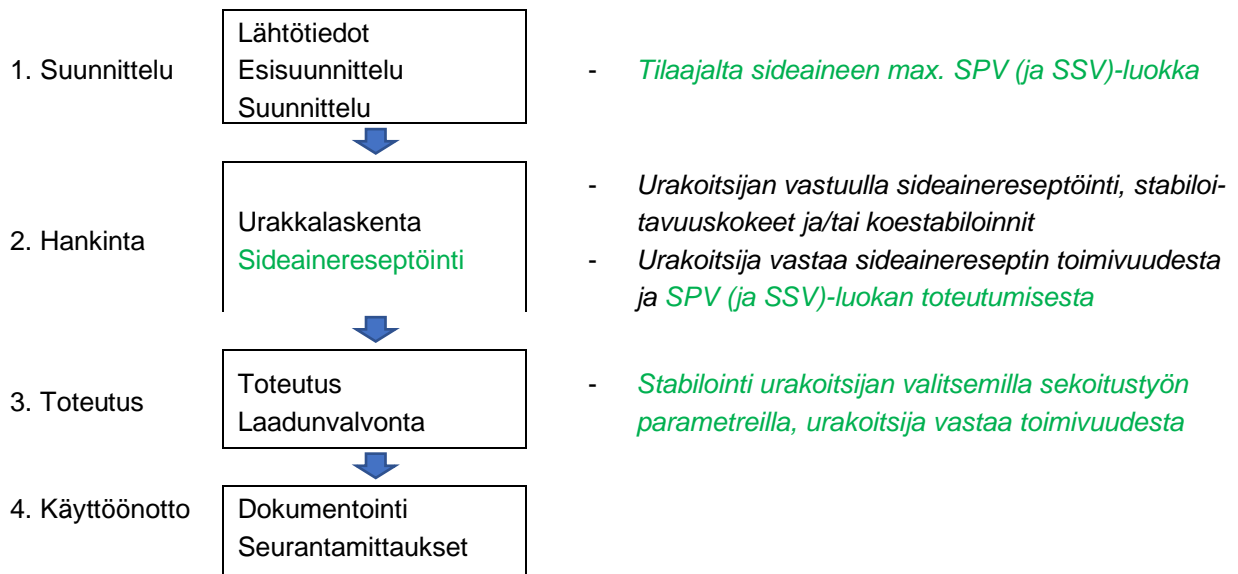 1. Suunnittelu
Lähtötiedot
Esisuunnittelu
Suunnittelu
- Tilaajalta sideaineen max. SPV (ja SSV)-luokka
2. Hankinta
Urakkalaskenta
Sideainereseptöinti
- Urakoitsijan vastuulla sideainereseptöinti, stabiloi-
tavuuskokeet ja/tai koestabiloinnit
- Urakoitsija vastaa sideainereseptin toimivuudesta
ja SPV (ja SSV)-luokan toteutumisesta
3. Toteutus
Toteutus
Laadunvalvonta
- Stabilointi urakoitsijan valitsemilla sekoitustyön
parametreilla, urakoitsija vastaa toimivuudesta
4. Käyttöönotto
Dokumentointi
Seurantamittaukset